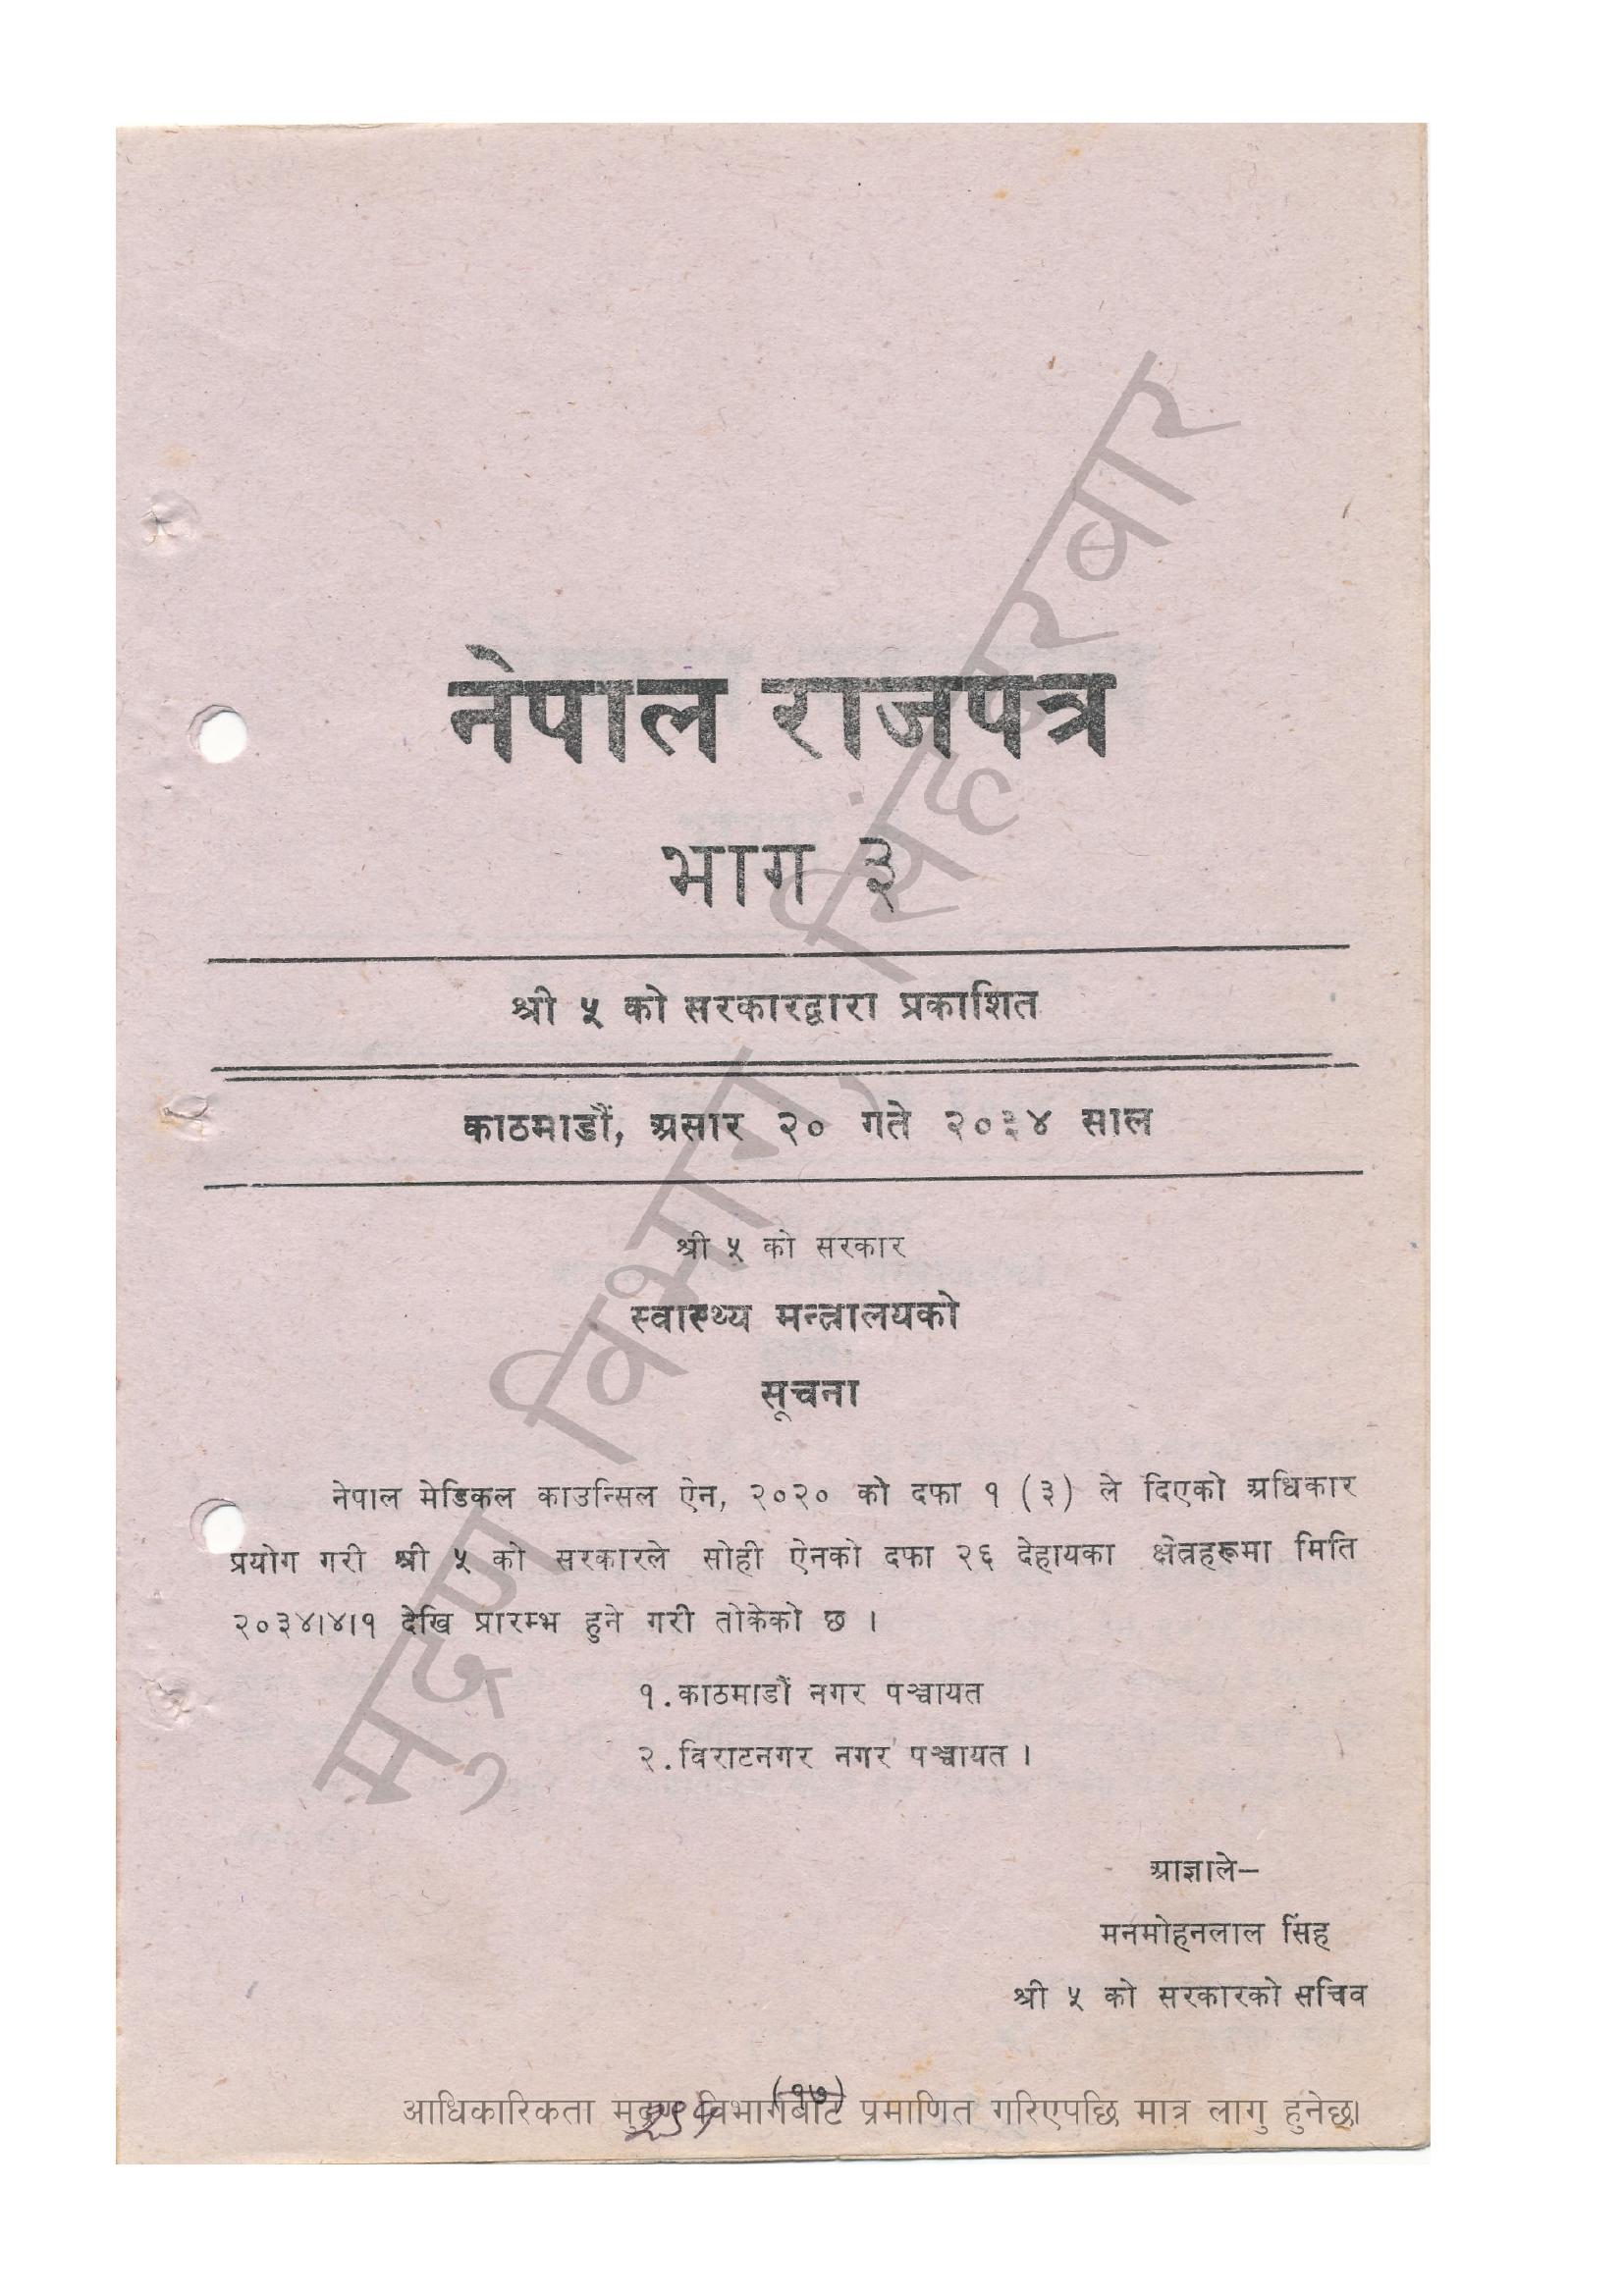 नेपाल राजपत्र
भाग ३
श्री ५ को सरकारद्वारा प्रकाशित
काठमाडौं, असार २० गते २०३४ साल
श्री ५ को सरकार
स्वास्थ्य मन्त्रालयको
सूचना
नेपाल मेडिकल काउन्सिल ऐन, २०२० को दफा १ (३) ले दिएको अधिकार
प्रयोग गरी श्री ५ को सरकारले सोही ऐनको दफा २६ देहायका क्षेत्रहरूमा मिति
२०३४।४।१ देखि प्रारम्भ हुने गरी तोकेको छ ।
१. काठमाडौं नगर पञ्चायत
२. विराटनगर नगर पञ्चायत ।
आज्ञाले–
मनमोहनलाल सिंह
श्री ५ को सरकारको सचिव
(१७)
आधिकारिकता मुद्रण विभागबाट प्रमाणित गरिएपछि मात्र लागु हुनेछ।
मुद्रण विभाग, सिंहदरबार